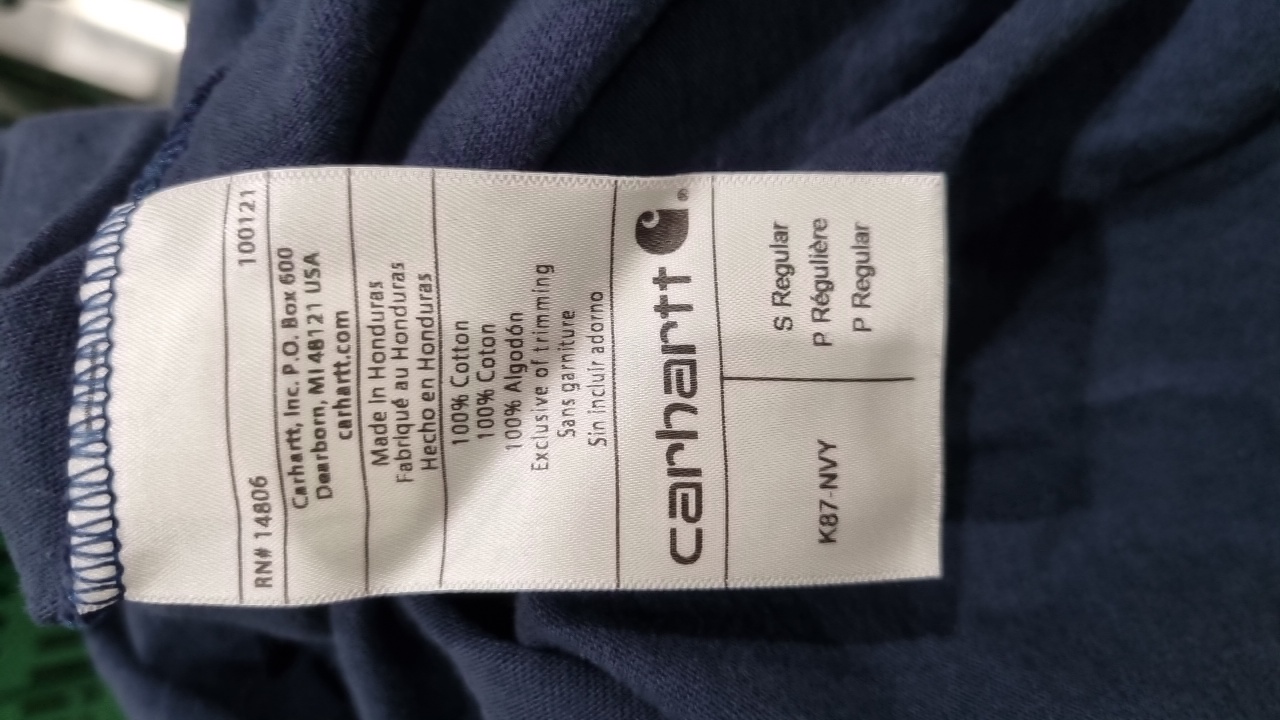 RN# 14806 100121
Carhartt, Inc. P.O. Box 600
Dearborn, MI 48121 USA
carhartt.com
Made In Honduras
Fabriqué au Honduras
Hecho en Honduras
100% Cotton
100% Coton
100% Algodón
Exclusive of trimming
Sans garniture
Sin incluir adorno
carhartt ®
K87-NVY
S Regular
P Régulière
P Regular